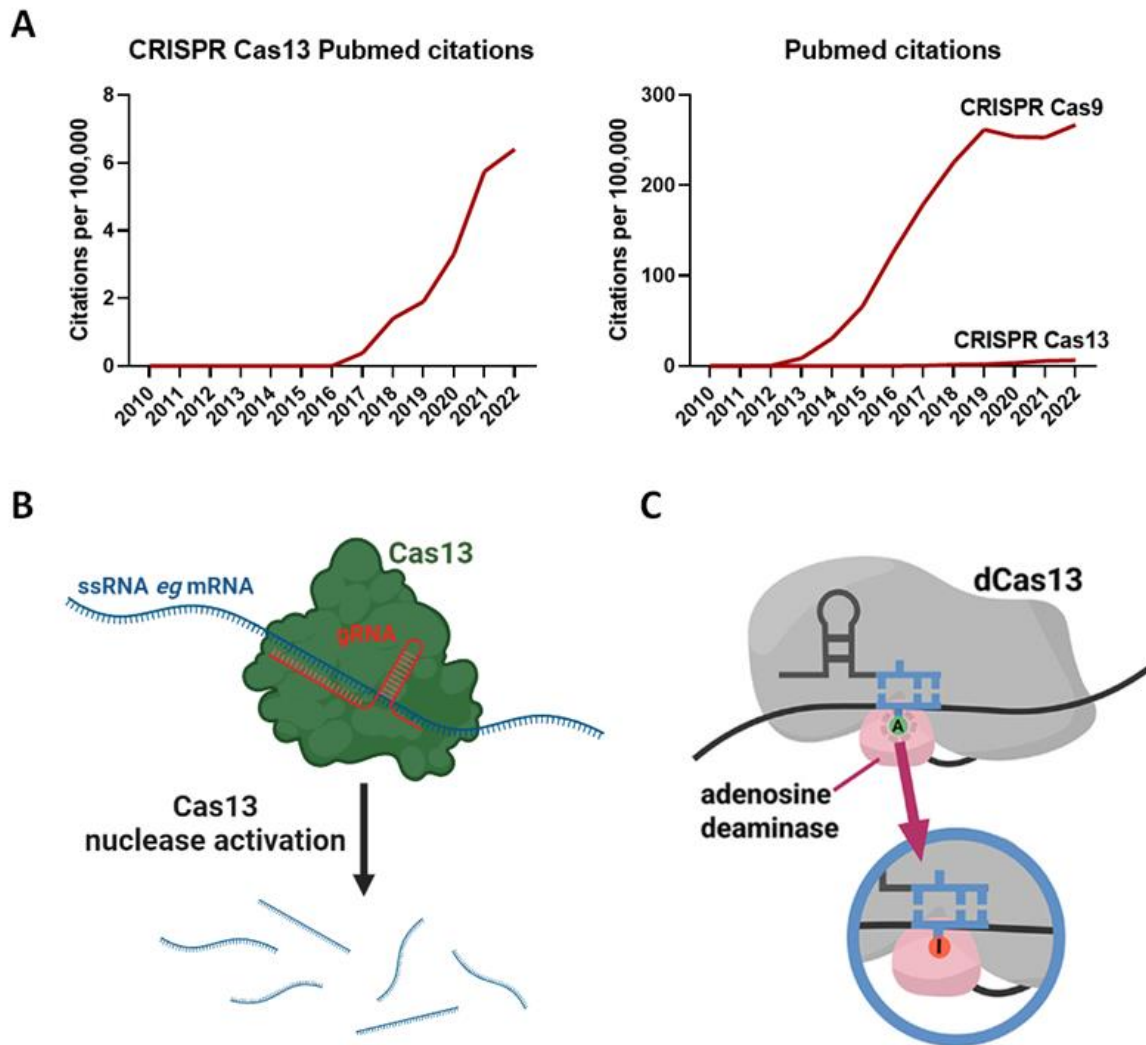 A
CRISPR Cas13 Pubmed citations
Citations per 100,000
8
6
4
2
0
2010
2011
2012
2013
2014
2015
2016
2017
2018
2019
2020
2021
2022
Pubmed citations
Citations per 100,000
300
200
100
0
CRISPR Cas9
CRISPR Cas13
2010
2011
2012
2013
2014
2015
2016
2017
2018
2019
2020
2021
2022
B
Cas13
ssRNA eg mRNA
gRNA
Cas13
nuclease activation
C
dCas13
A
adenosine
deaminase
I